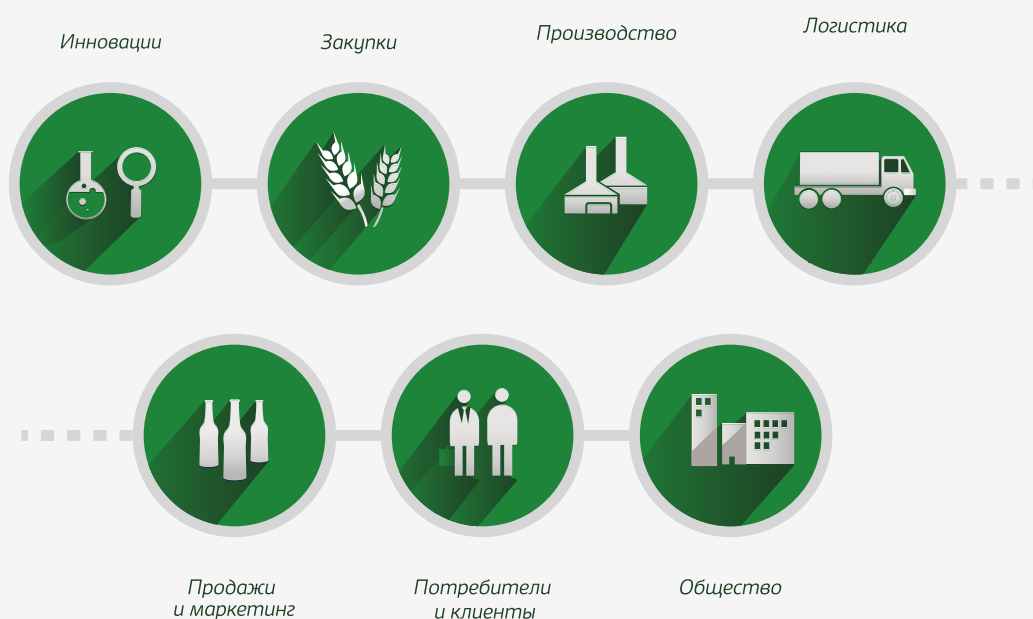 Инновации
Закупки
Производство
Логистика
Продажи
и маркетинг
Потребители
и клиенты
Общество